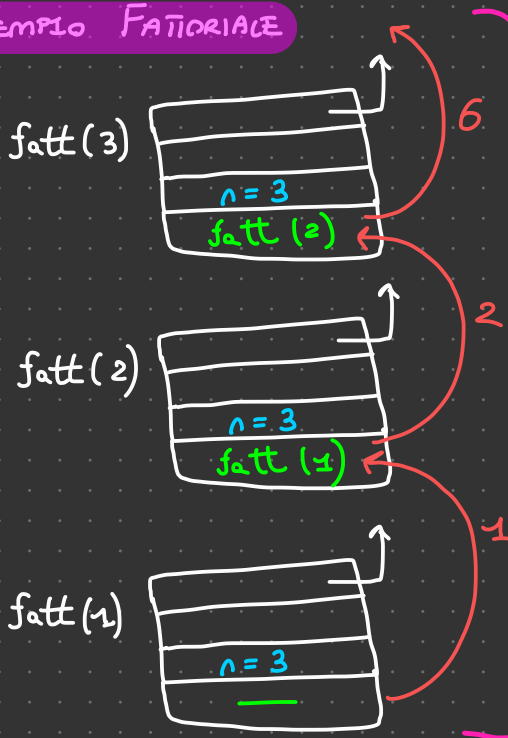 EMPIO FATTORIALE
6
fatt(3)
n = 3
fatt (2)
2
fatt(2)
n = 3
fatt (1)
1
fatt(1)
n = 3